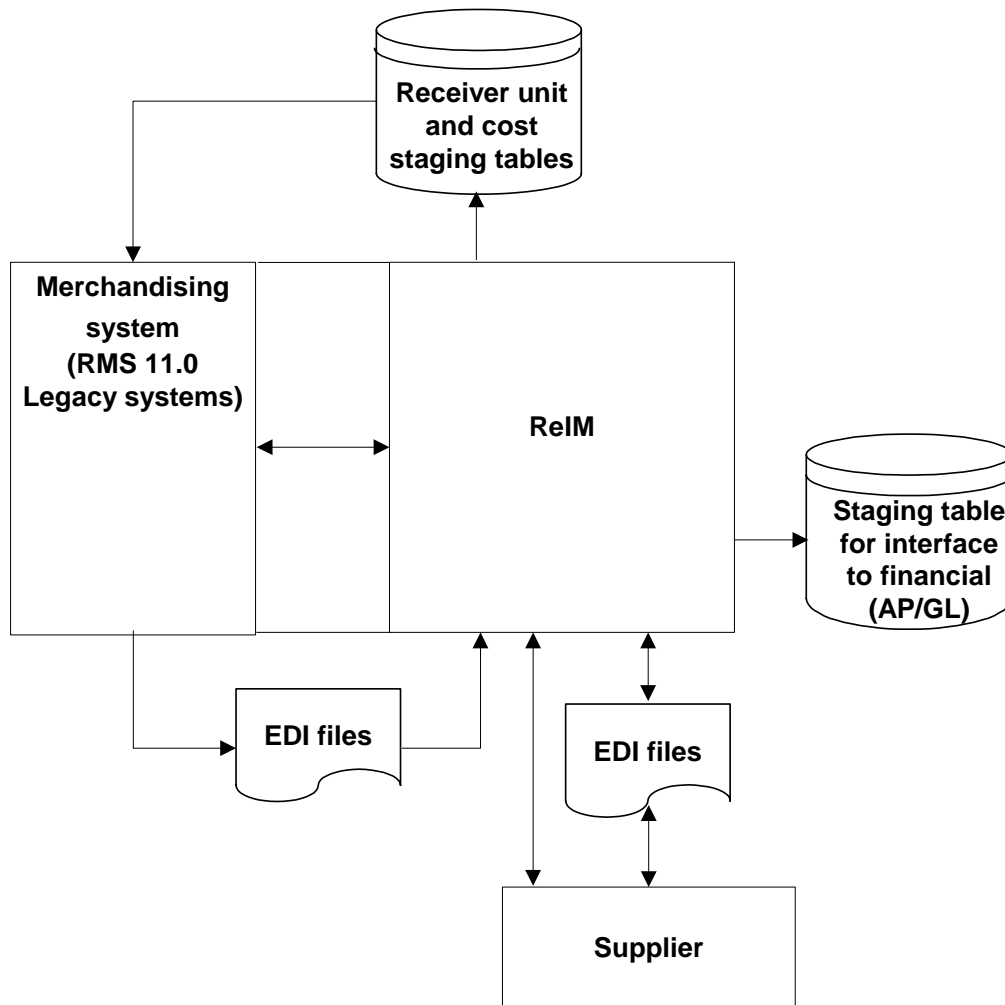 Receiver unit
and cost
staging tables
Merchandising
system
(RMS 11.0
Legacy systems)
ReIM
Staging table
for interface
to financial
(AP/GL)
EDI files
EDI files
Supplier